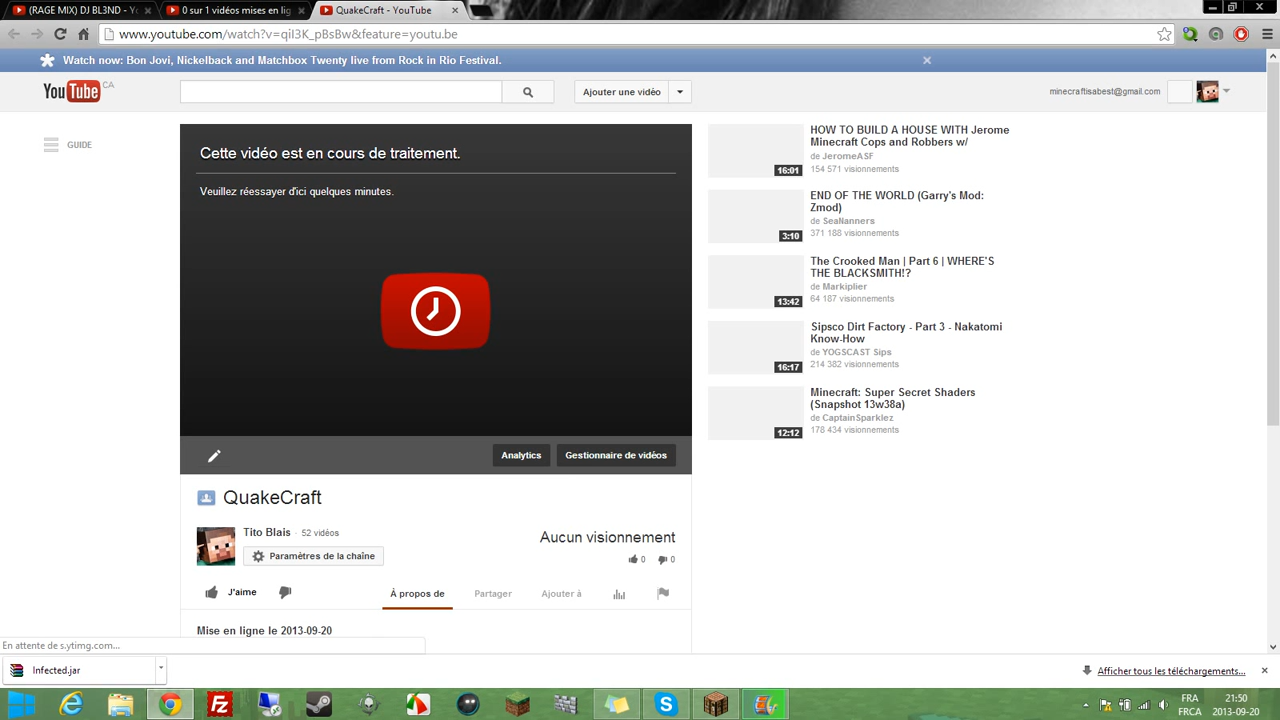 (RAGE MIX) DJ BL3ND - Yo
0 sur 1 vidéos mises en lig
QuakeCraft - YouTube
www.youtube.com/watch?v=qiI3K_pBsBw&feature=youtu.be
Watch now: Bon Jovi, Nickelback and Matchbox Twenty live from Rock in Rio Festival.
YouTube CA
Ajouter une vidéo
minecraftisabest@gmail.com
GUIDE
Cette vidéo est en cours de traitement.
Veuillez réessayer d'ici quelques minutes.
Analytics
Gestionnaire de vidéos
QuakeCraft
Tito Blais · 52 vidéos
Paramètres de la chaîne
Aucun visionnement
0 0
J'aime
À propos de
Partager
Ajouter à
Mise en ligne le 2013-09-20
HOW TO BUILD A HOUSE WITH Jerome
Minecraft Cops and Robbers w/
de JeromeASF
154 571 visionnements
16:01
END OF THE WORLD (Garry's Mod:
Zmod)
de SeaNanners
371 188 visionnements
3:10
The Crooked Man | Part 6 | WHERE'S
THE BLACKSMITH!?
de Markiplier
64 187 visionnements
13:42
Sipsco Dirt Factory - Part 3 - Nakatomi
Know-How
de YOGSCAST Sips
214 382 visionnements
16:17
Minecraft: Super Secret Shaders
(Snapshot 13w38a)
de CaptainSparklez
178 434 visionnements
12:12
En attente de s.ytimg.com...
Infected.jar
Afficher tous les téléchargements...
FRA
FRCA
21:50
2013-09-20